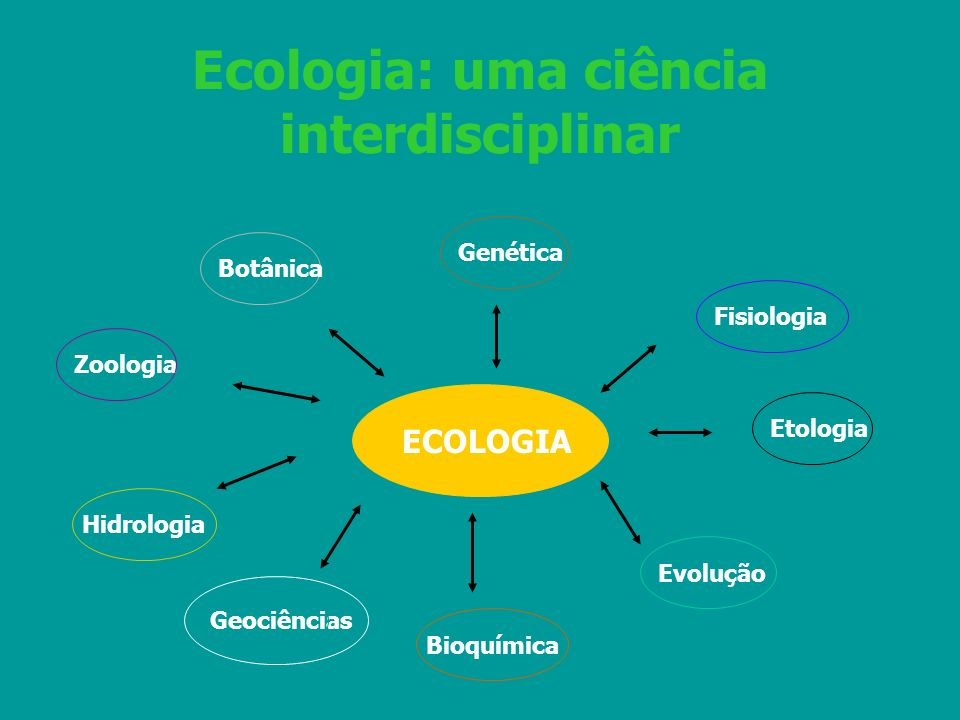 Ecologia: uma ciência
interdisciplinar
Genética
Botânica
Fisiologia
Zoologia
Etologia
ECOLOGIA
Hidrologia
Evolução
Geociências
Bioquímica